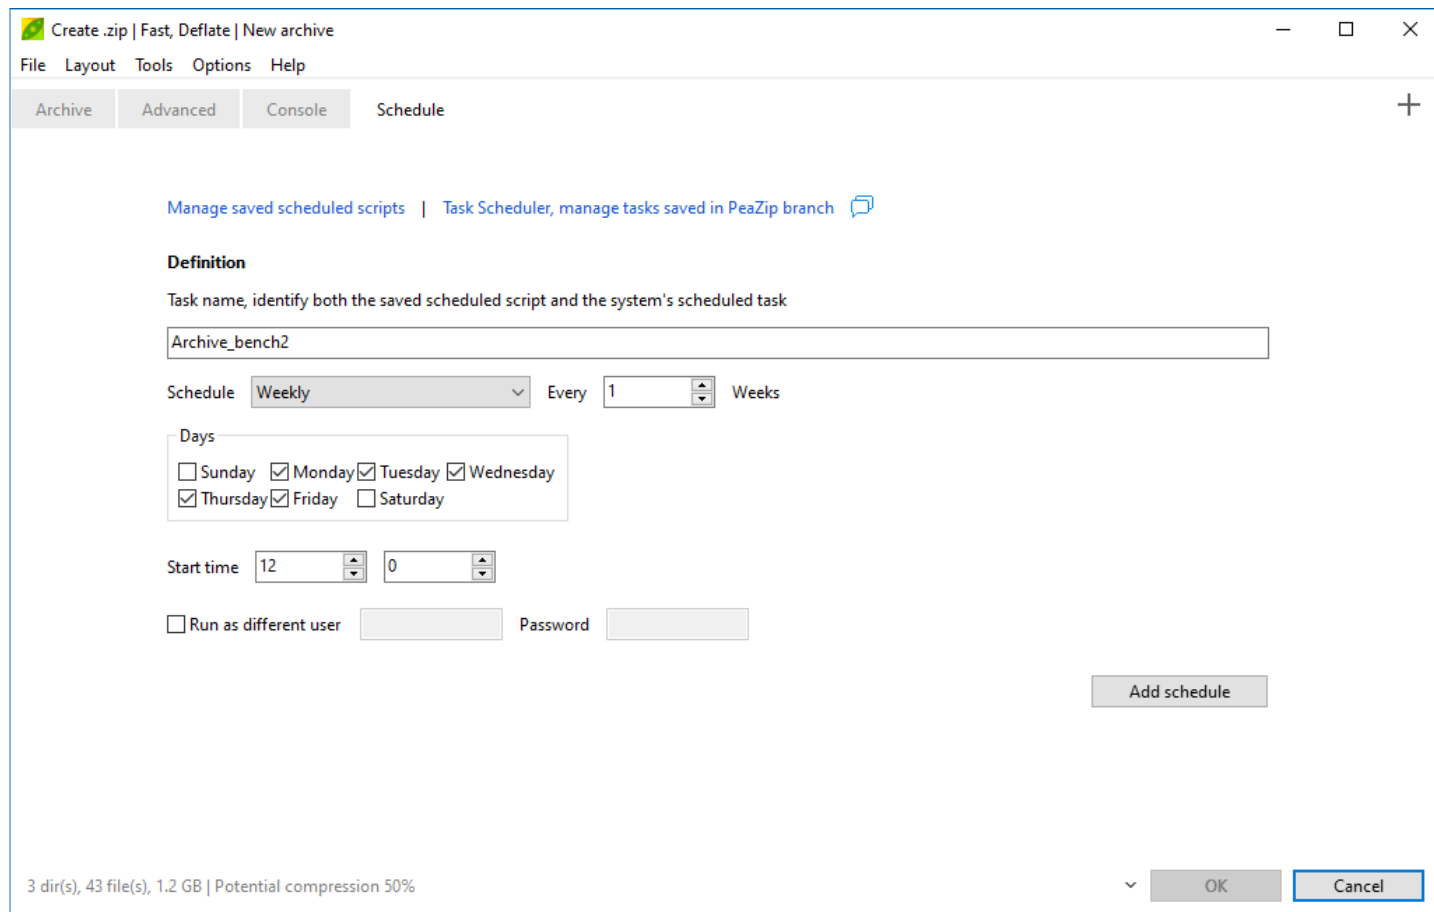 Create .zip | Fast, Deflate | New archive
File Layout Tools Options Help
Archive Advanced Console Schedule
Manage saved scheduled scripts | Task Scheduler, manage tasks saved in PeaZip branch
Definition
Task name, identify both the saved scheduled script and the system's scheduled task
Archive_bench2
Schedule Weekly Every 1 Weeks
Days
Sunday Monday Tuesday Wednesday
Thursday Friday Saturday
Start time 12 0
Run as different user Password
Add schedule
3 dir(s), 43 file(s), 1.2 GB | Potential compression 50% OK Cancel